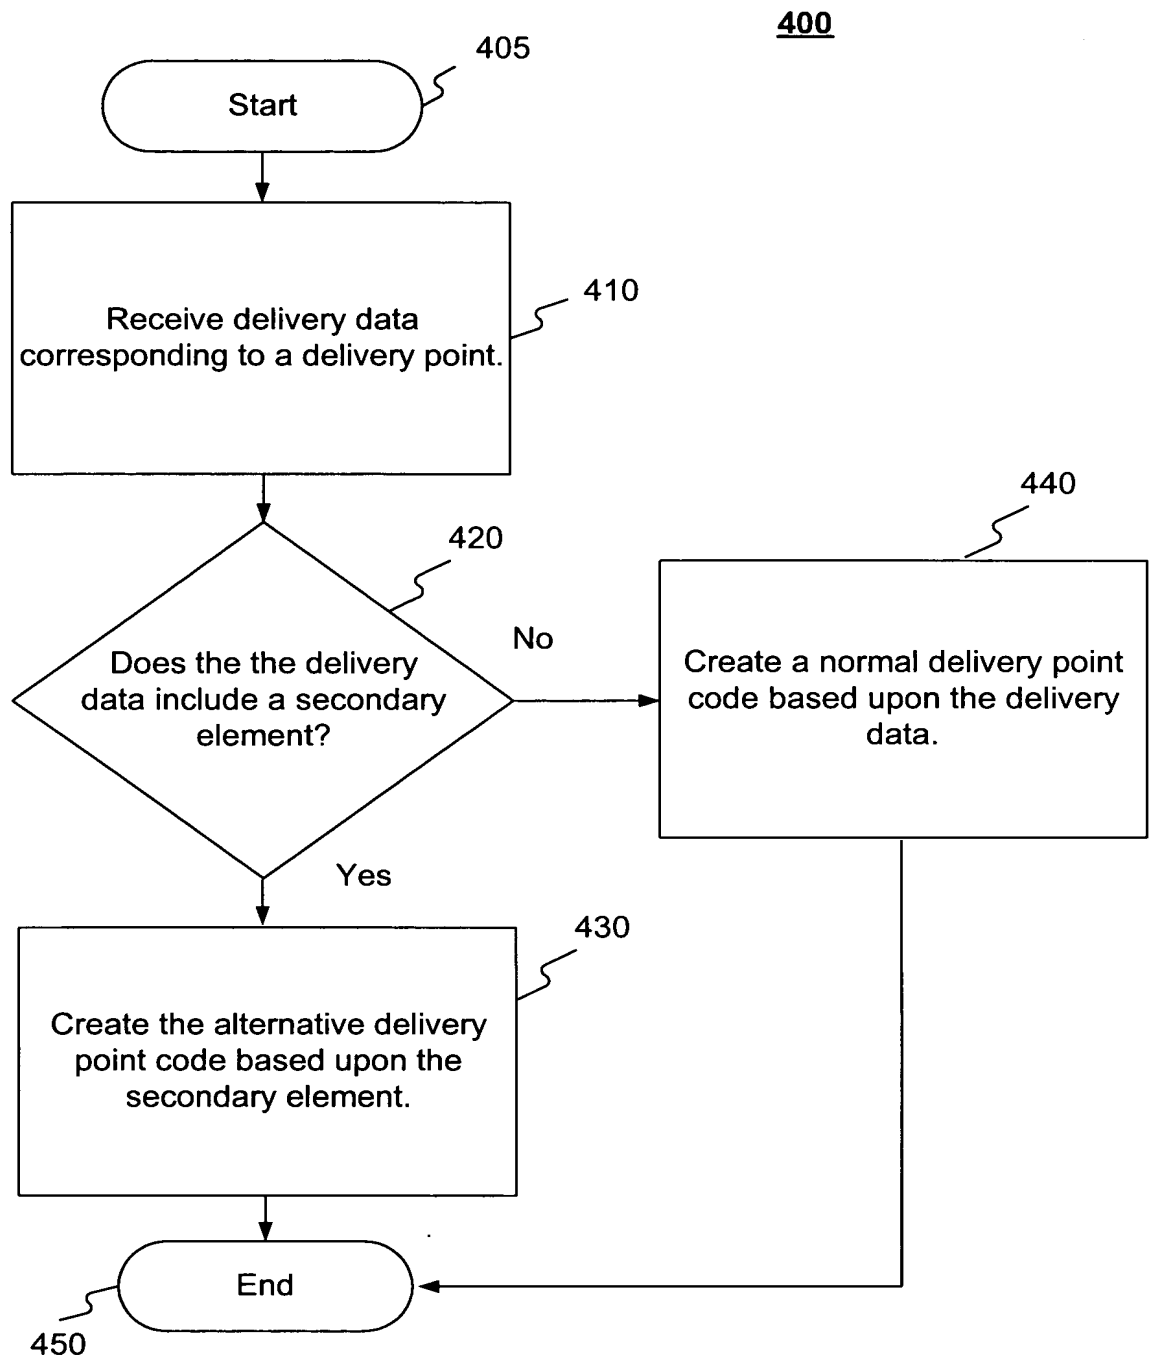 400
405
Start
410
Receive delivery data
corresponding to a delivery point.
420
Does the the delivery
data include a secondary
element?
No
440
Create a normal delivery point
code based upon the delivery
data.
Yes
430
Create the alternative delivery
point code based upon the
secondary element.
End
450